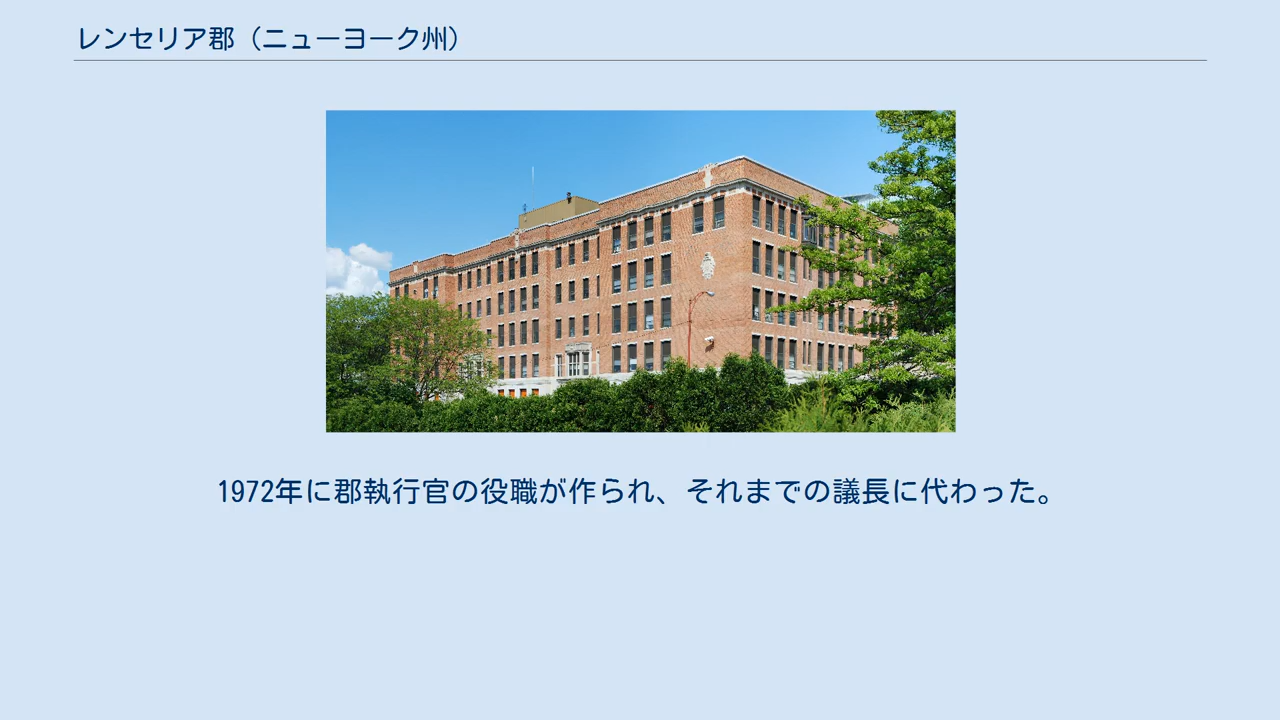 レンセリア郡（ニューヨーク州）
1972年に郡執行官の役職が作られ、それまでの議長に代わった。